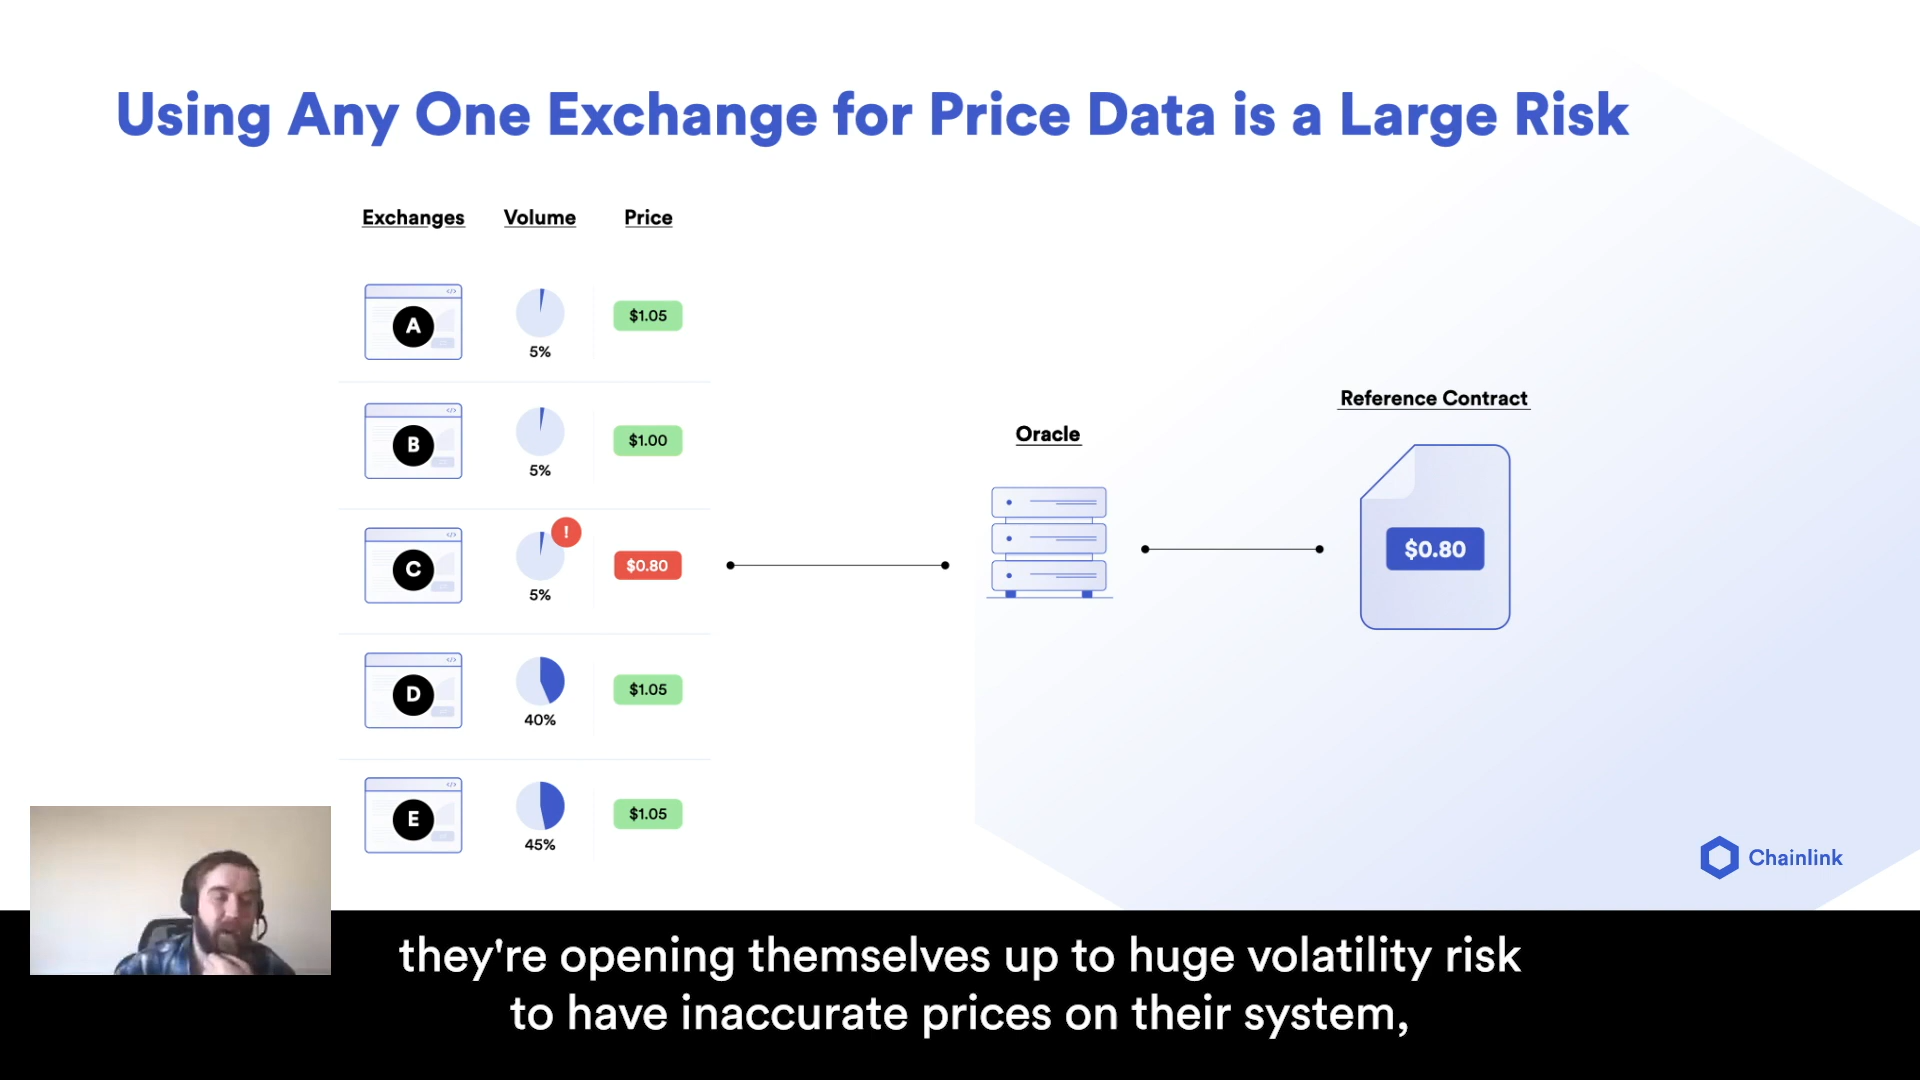 Using Any One Exchange for Price Data is a Large Risk
Exchanges Volume Price
A 5% $1.05
B 5% $1.00
C ! 5% $0.80
D 40% $1.05
E 45% $1.05
Oracle
Reference Contract
$0.80
Chainlink
they're opening themselves up to huge volatility risk
to have inaccurate prices on their system,